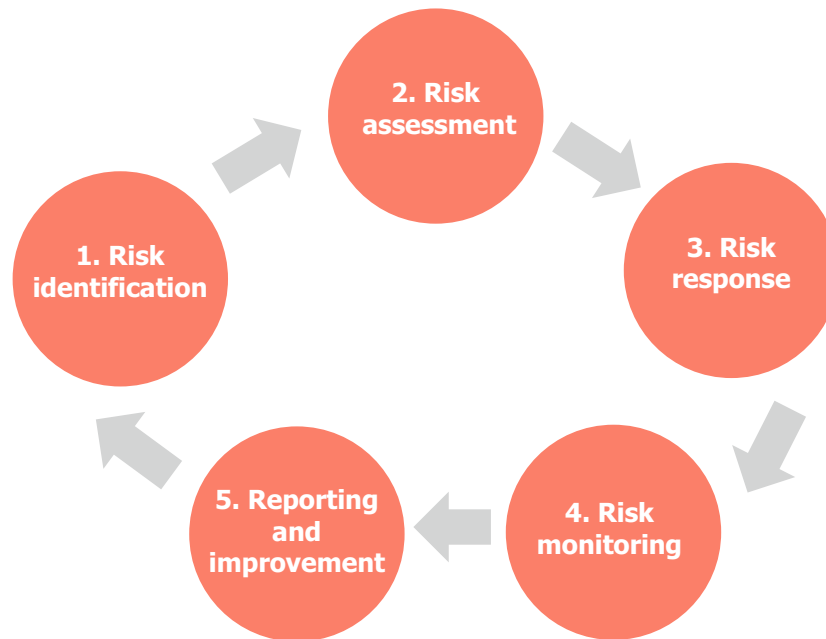 1. Risk
identification
2. Risk
assessment
3. Risk
response
4. Risk
monitoring
5. Reporting
and
improvement